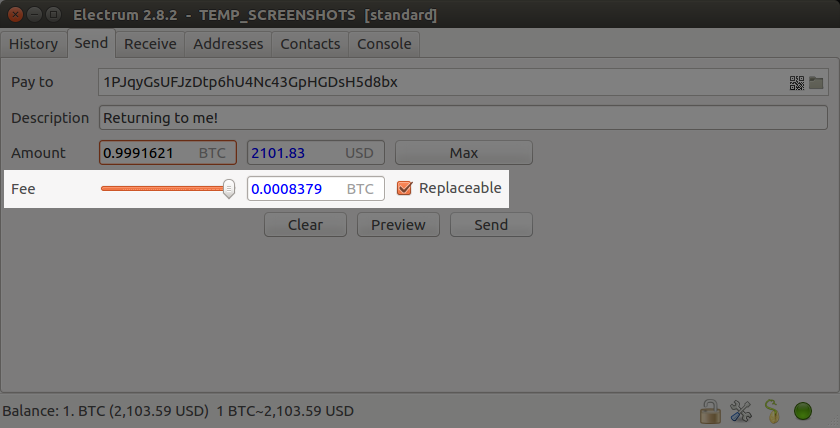 Electrum 2.8.2 - TEMP_SCREENSHOTS [standard]
History Send Receive Addresses Contacts Console
Pay to 1PJqyGsUFJzDtp6hU4Nc43GpHGDsH5d8bx
Description Returning to me!
Amount 0.9991621 BTC 2101.83 USD Max
Fee 0.0008379 BTC Replaceable
Clear Preview Send
Balance: 1. BTC (2,103.59 USD) 1 BTC~2,103.59 USD